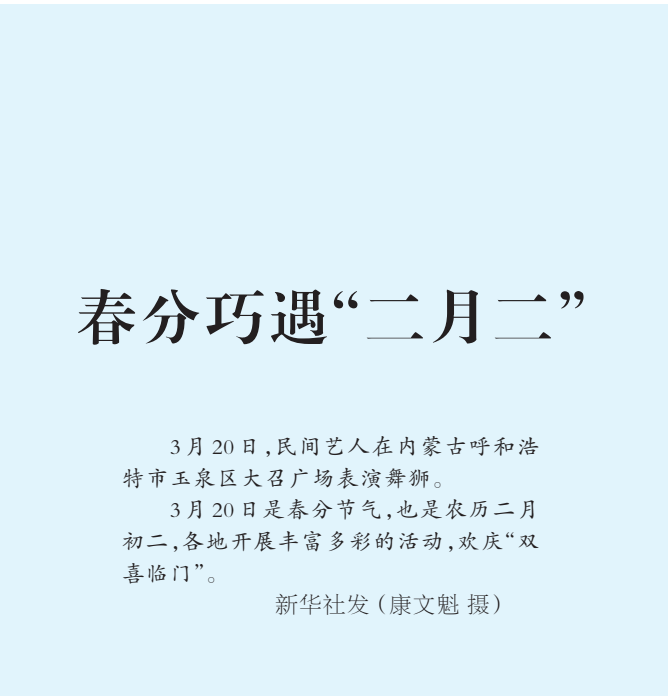 春分巧遇“二月二”
3月20日,民间艺人在内蒙古呼和浩
特市玉泉区大召广场表演舞狮。
3月20日是春分节气,也是农历二月
初二,各地开展丰富多彩的活动,欢庆“双
喜临门”。
新华社发(康文魁 摄)